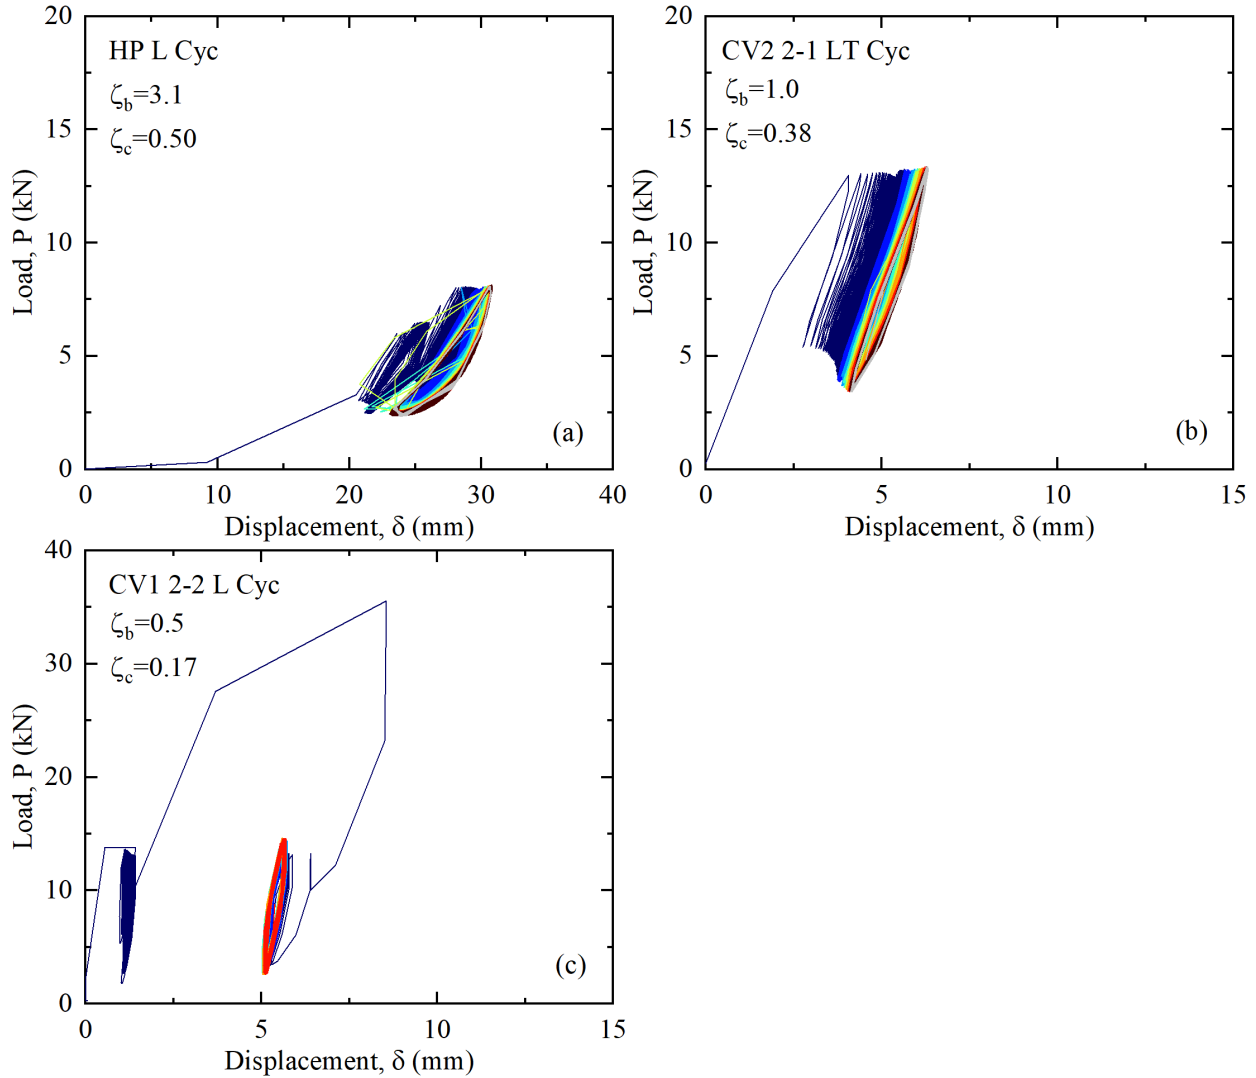 HP L Cyc
ζb=3.1
ζc=0.50
(a)
20
15
10
5
0
Load, P (kN)
0 10 20 30 40
Displacement, δ (mm)
CV2 2-1 LT Cyc
ζb=1.0
ζc=0.38
(b)
20
15
10
5
0
Load, P (kN)
0 5 10 15
Displacement, δ (mm)
CV1 2-2 L Cyc
ζb=0.5
ζc=0.17
(c)
40
30
20
10
0
Load, P (kN)
0 5 10 15
Displacement, δ (mm)